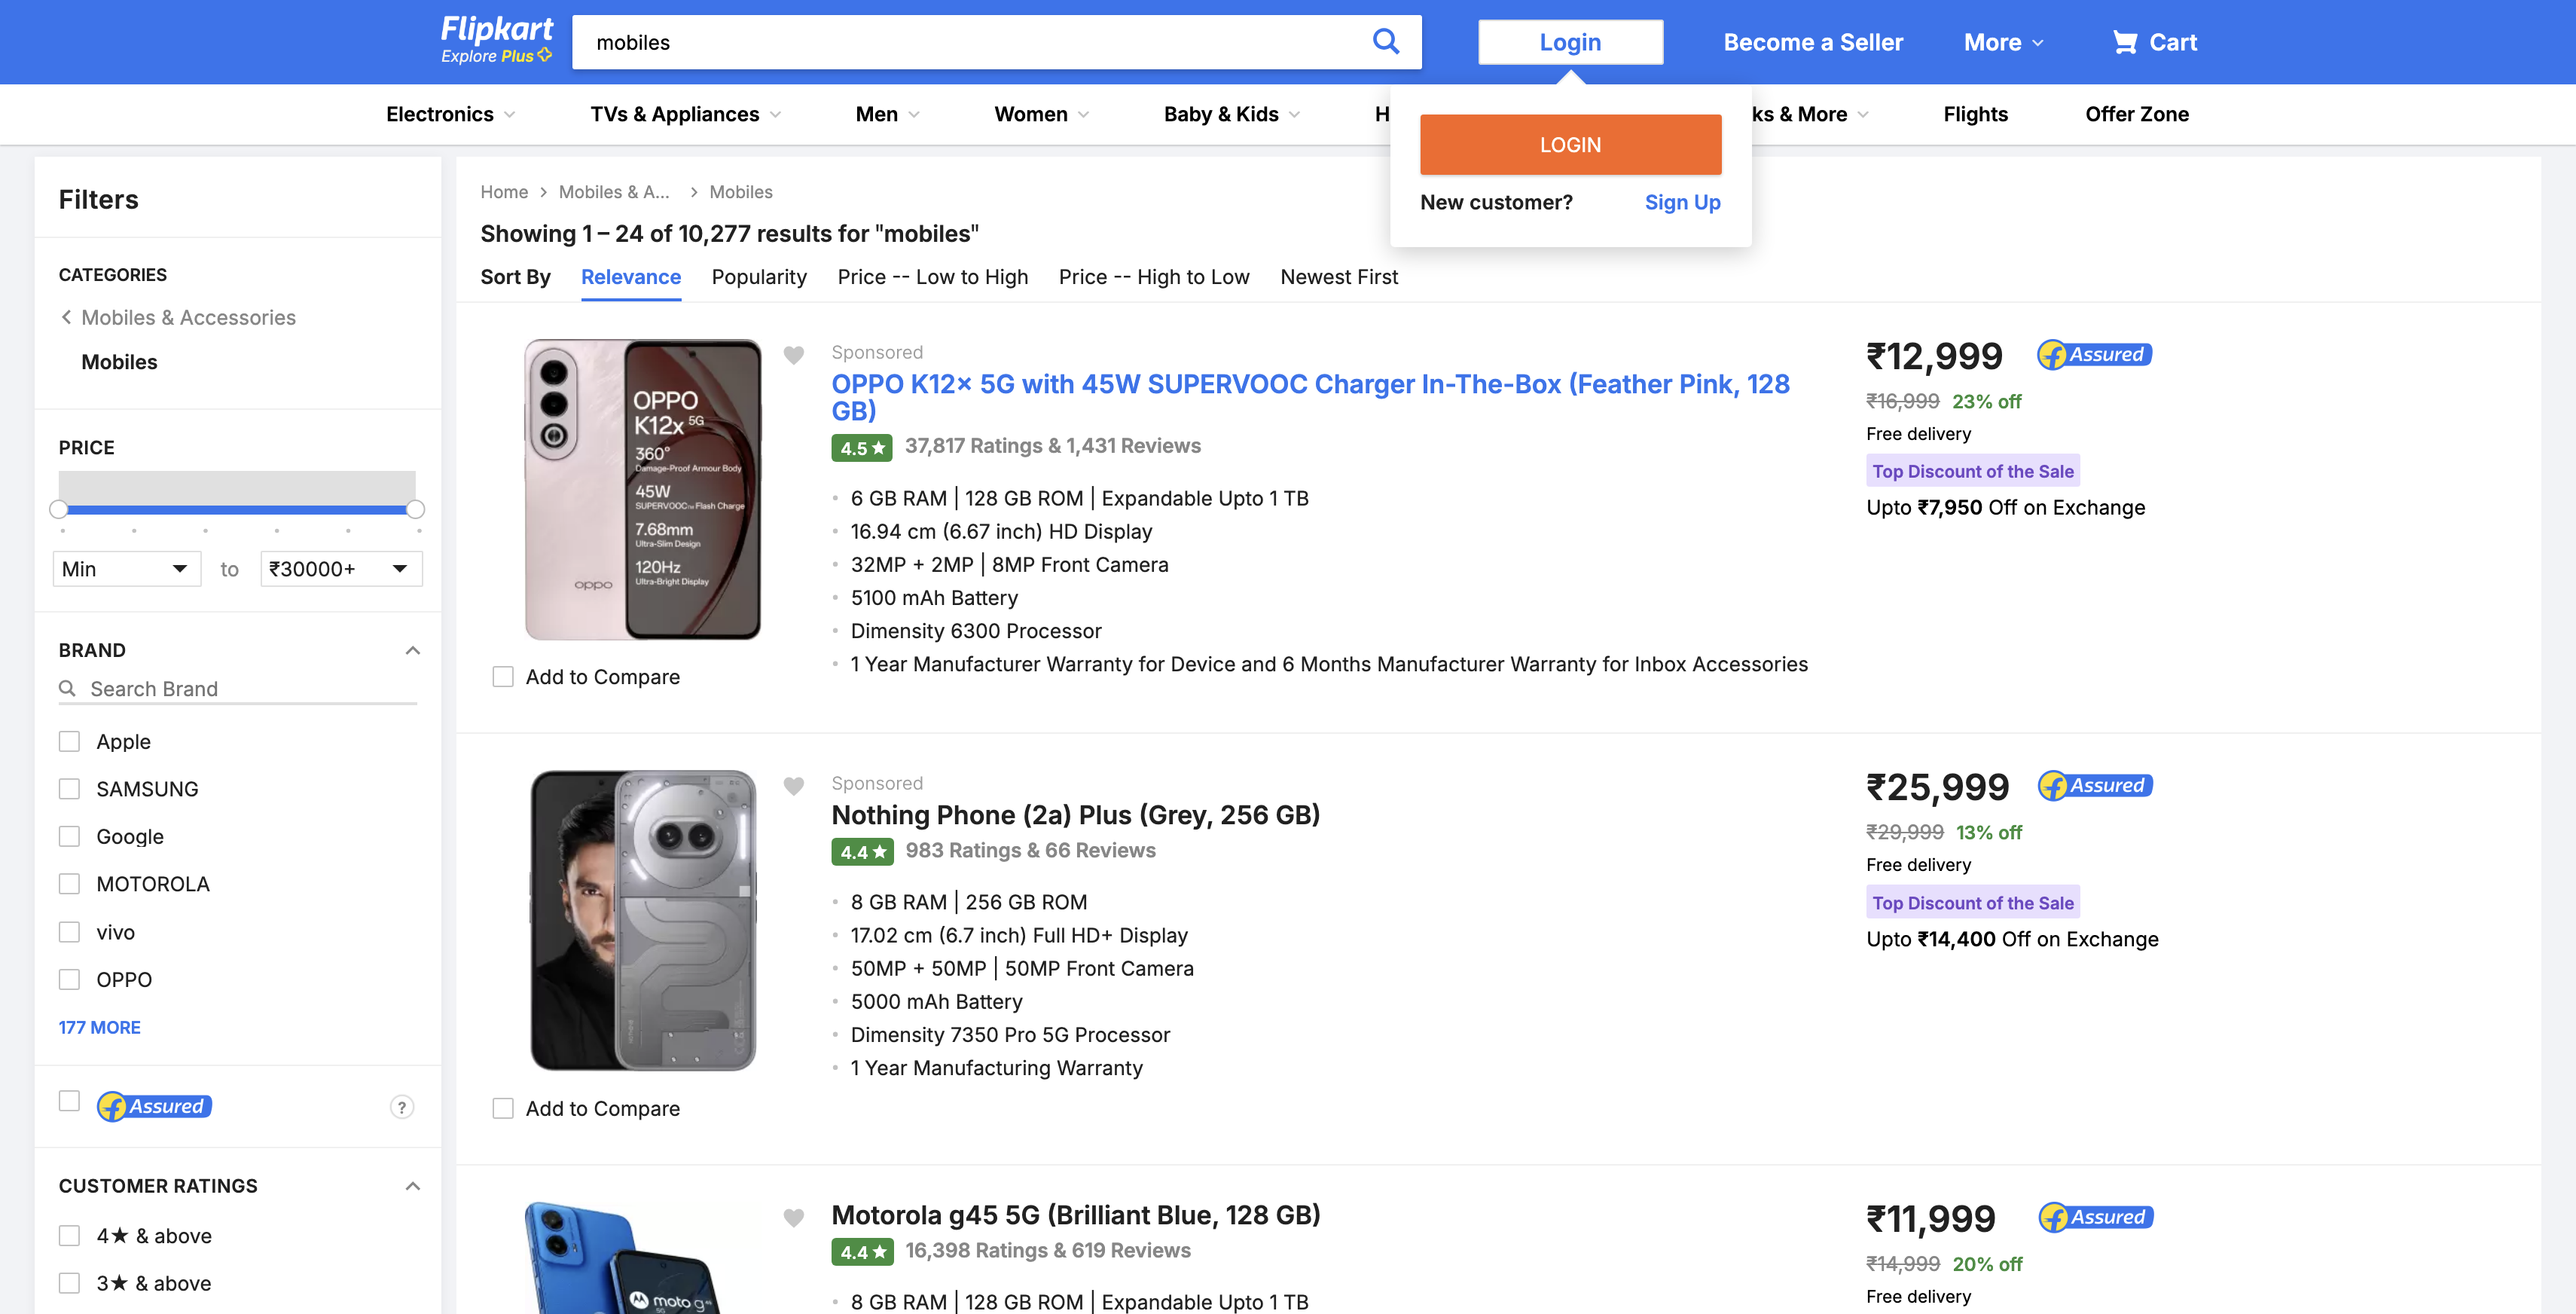 Flipkart
Explore Plus
mobiles
Login
Become a Seller
More
Cart
Electronics
TVs & Appliances
Men
Women
Baby & Kids
H
ks & More
Flights
Offer Zone
LOGIN
New customer?
Sign Up
Filters
CATEGORIES
Mobiles & Accessories
Mobiles
PRICE
Min
to
₹30000+
BRAND
Search Brand
Apple
SAMSUNG
Google
MOTOROLA
vivo
OPPO
177 MORE
Assured
?
CUSTOMER RATINGS
4★ & above
3★ & above
Home
Mobiles & A...
Mobiles
Showing 1 – 24 of 10,277 results for "mobiles"
Sort By
Relevance
Popularity
Price -- Low to High
Price -- High to Low
Newest First
OPPO
K12x 5G
360°
Damage-Proof Armour Body
45W
SUPERVOOC™ Flash Charge
7.68mm
Ultra-Slim Design
120Hz
Ultra-Bright Display
oppo
Add to Compare
Sponsored
OPPO K12x 5G with 45W SUPERVOOC Charger In-The-Box (Feather Pink, 128
GB)
4.5★
37,817 Ratings & 1,431 Reviews
6 GB RAM | 128 GB ROM | Expandable Upto 1 TB
16.94 cm (6.67 inch) HD Display
32MP + 2MP | 8MP Front Camera
5100 mAh Battery
Dimensity 6300 Processor
1 Year Manufacturer Warranty for Device and 6 Months Manufacturer Warranty for Inbox Accessories
₹12,999
Assured
₹16,999 23% off
Free delivery
Top Discount of the Sale
Upto ₹7,950 Off on Exchange
Add to Compare
Sponsored
Nothing Phone (2a) Plus (Grey, 256 GB)
4.4★
983 Ratings & 66 Reviews
8 GB RAM | 256 GB ROM
17.02 cm (6.7 inch) Full HD+ Display
50MP + 50MP | 50MP Front Camera
5000 mAh Battery
Dimensity 7350 Pro 5G Processor
1 Year Manufacturing Warranty
₹25,999
Assured
₹29,999 13% off
Free delivery
Top Discount of the Sale
Upto ₹14,400 Off on Exchange
moto g45
Motorola g45 5G (Brilliant Blue, 128 GB)
4.4★
16,398 Ratings & 619 Reviews
8 GB RAM | 128 GB ROM | Expandable Upto 1 TB
₹11,999
Assured
₹14,999 20% off
Free delivery